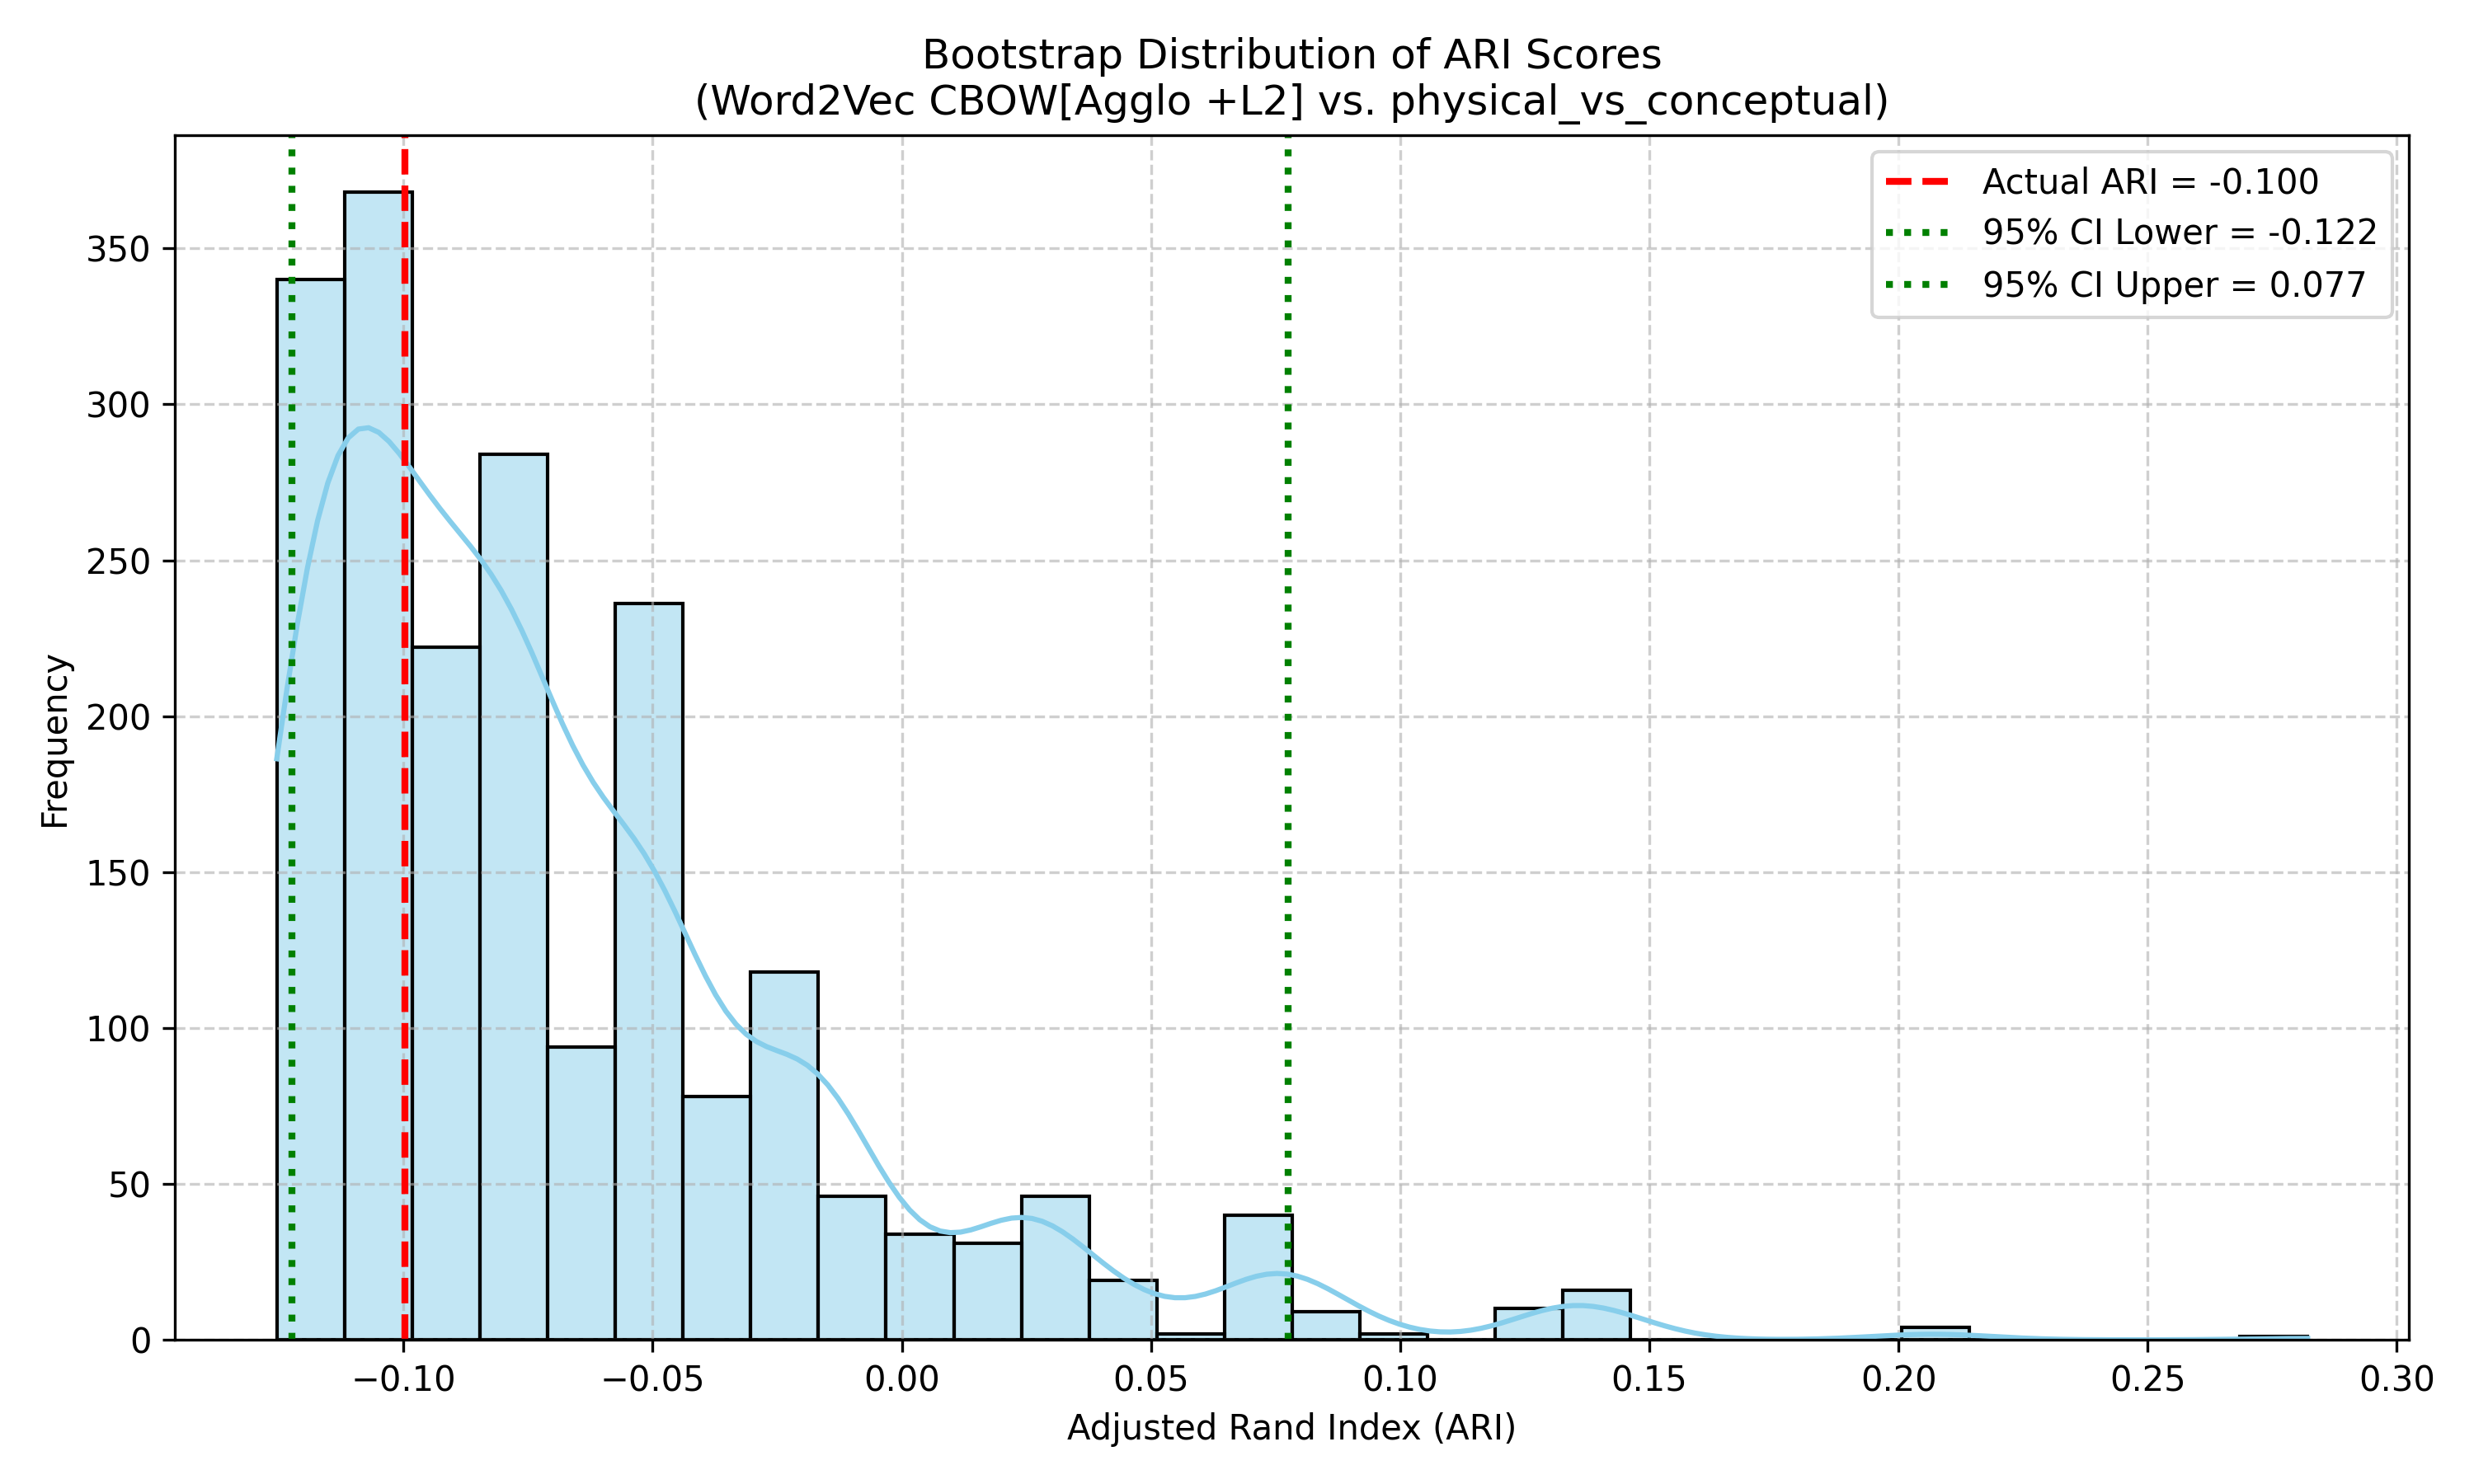 Bootstrap Distribution of ARI Scores
(Word2Vec CBOW[Agglo +L2] vs. physical_vs_conceptual)
Actual ARI = -0.100
95% CI Lower = -0.122
95% CI Upper = 0.077
Frequency
350
300
250
200
150
100
50
0
−0.10 −0.05 0.00 0.05 0.10 0.15 0.20 0.25 0.30
Adjusted Rand Index (ARI)